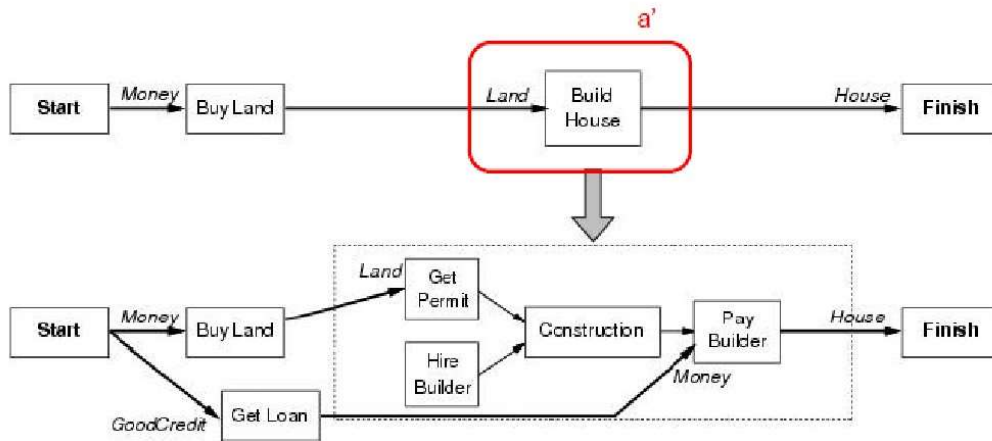 a'
Start
Money
Buy Land
Land
Build
House
House
Finish
Start
Money
Buy Land
Land
Get
Permit
Hire
Builder
Construction
Pay
Builder
House
Finish
Money
GoodCredit
Get Loan